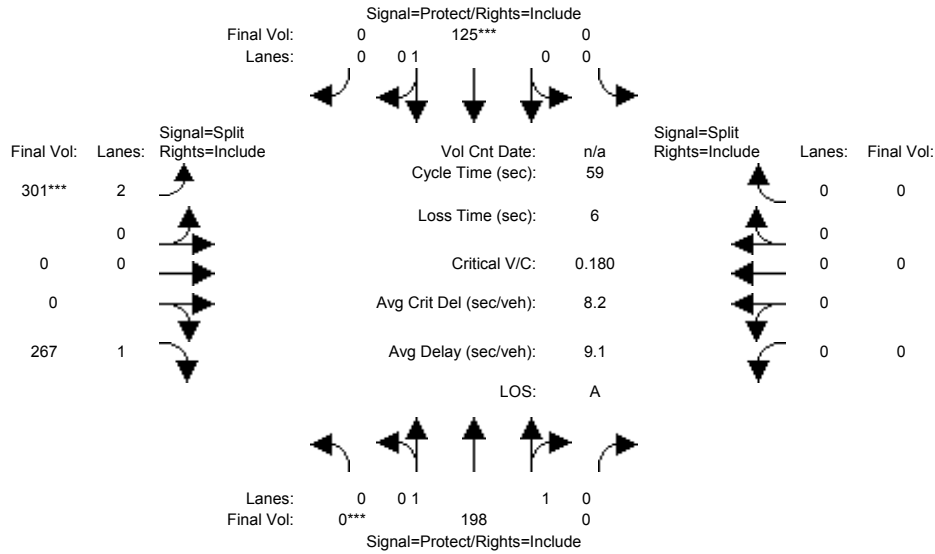 Signal=Protect/Rights=Include
Final Vol: 0 125*** 0
Lanes: 0 0 1 0 0
Signal=Split
Final Vol: Lanes: Rights=Include
Vol Cnt Date: n/a
Signal=Split
Rights=Include Lanes: Final Vol:
Cycle Time (sec): 59
301*** 2
0 0
Loss Time (sec): 6
0
0
0 0
Critical V/C: 0.180
0 0
0
Avg Crit Del (sec/veh): 8.2
0
267 1
Avg Delay (sec/veh): 9.1
0 0
LOS: A
Lanes: 0 0 1 1 0
Final Vol: 0*** 198 0
Signal=Protect/Rights=Include